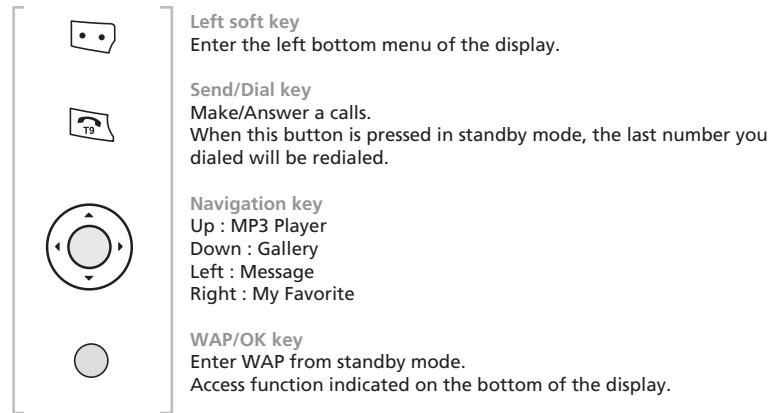 Left soft key
Enter the left bottom menu of the display.
Send/Dial key
T9
Make/Answer a calls.
When this button is pressed in standby mode, the last number you
dialed will be redialed.
Navigation key
Up : MP3 Player
Down : Gallery
Left : Message
Right : My Favorite
WAP/OK key
Enter WAP from standby mode.
Access function indicated on the bottom of the display.